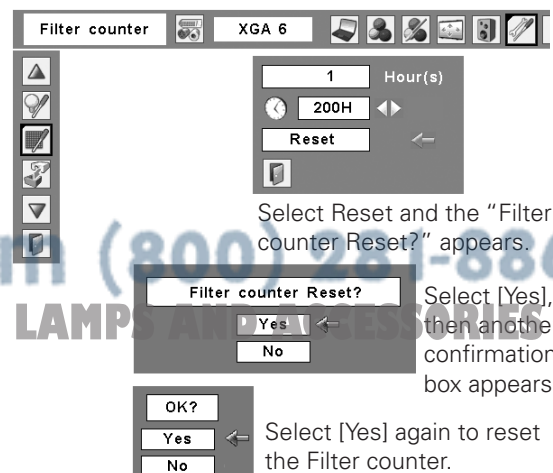 Filter counter
XGA 6
1 Hour(s)
200H
Reset
Select Reset and the “Filter
counter Reset?” appears.
m (800) 281-886
LAMPS AND ACCESSORIES
Filter counter Reset?
Yes
No
Select [Yes],
then another
confirmation
box appears
OK?
Yes
No
Select [Yes] again to reset
the Filter counter.